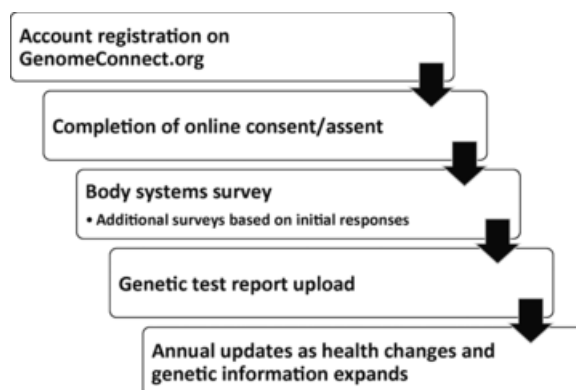 Account registration on
GenomeConnect.org
Completion of online consent/assent
Body systems survey
• Additional surveys based on initial responses
Genetic test report upload
Annual updates as health changes and
genetic information expands